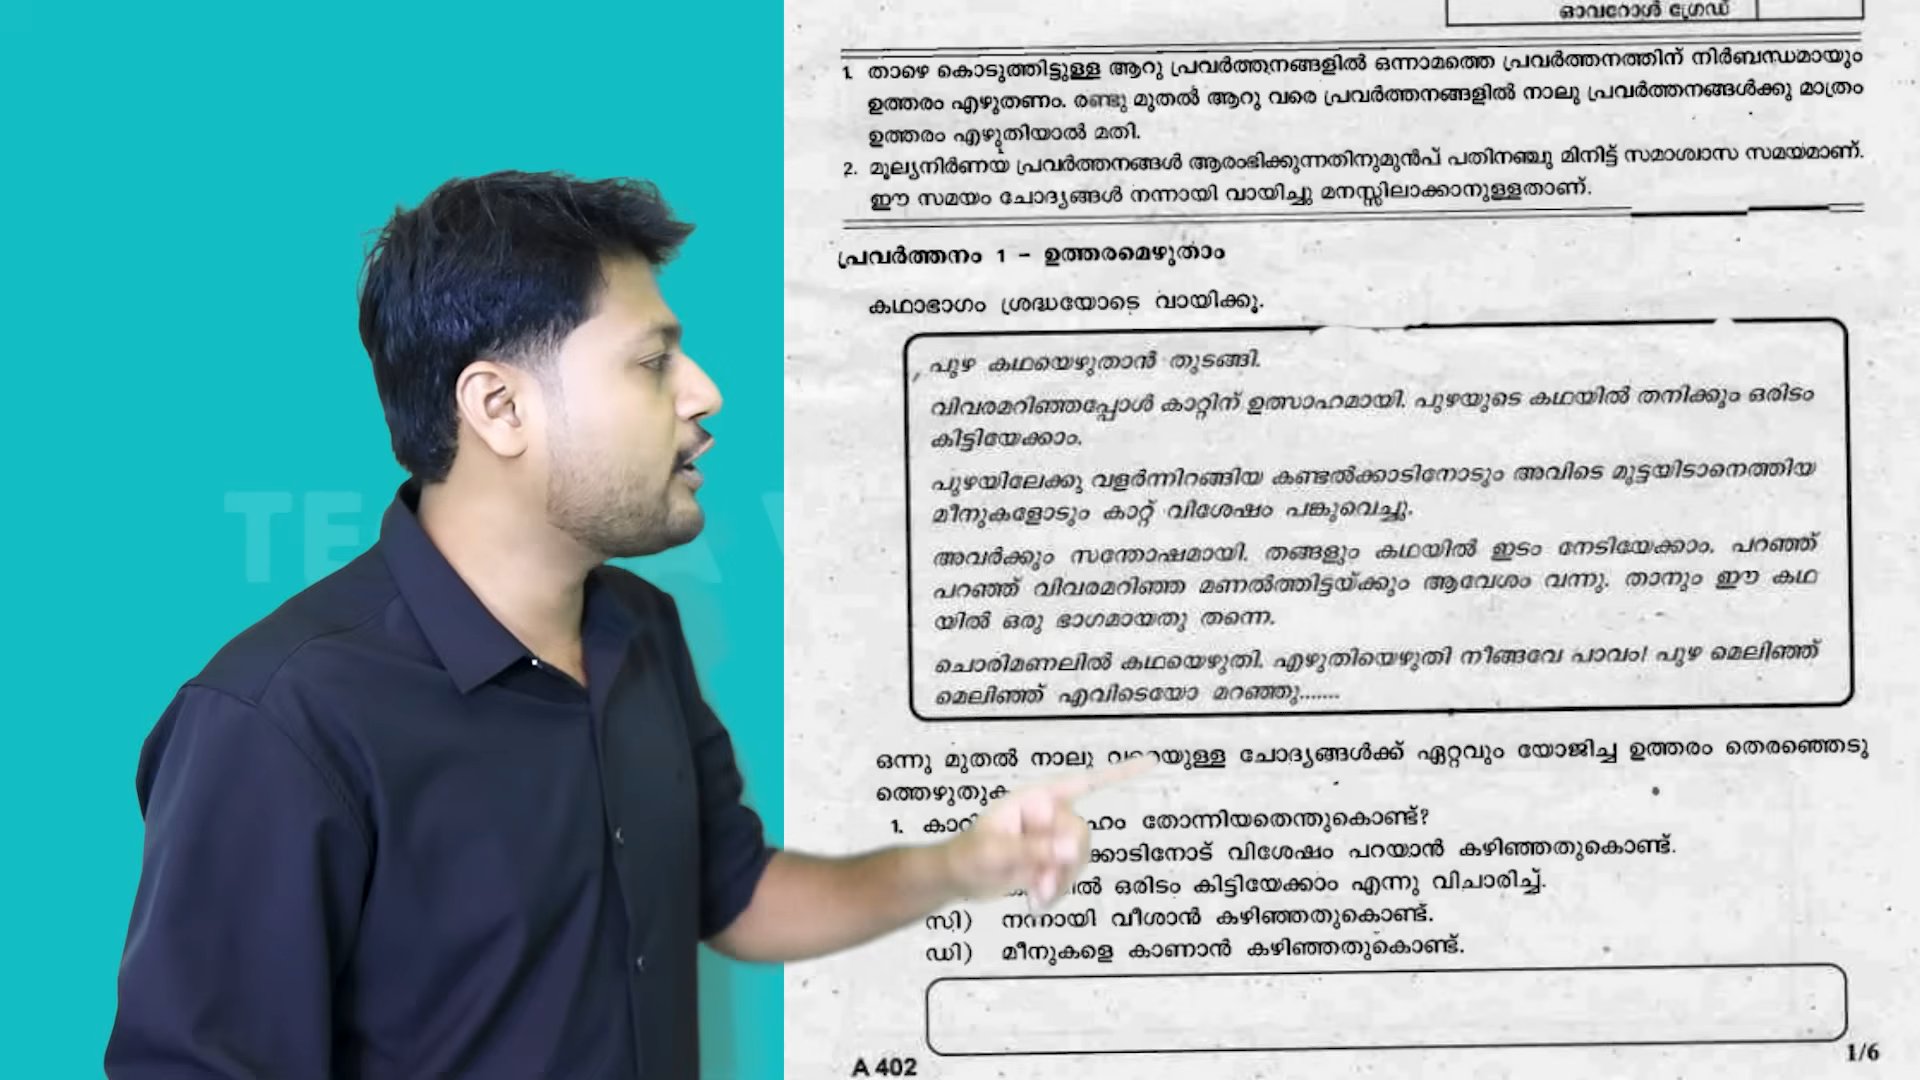 ഓവറോൾ ഗ്രേഡ്
1. താഴെ കൊടുത്തിട്ടുള്ള ആറു പ്രവർത്തനങ്ങളിൽ ഒന്നാമത്തെ പ്രവർത്തനത്തിന് നിർബന്ധമായും
ഉത്തരം എഴുതണം. രണ്ടു മുതൽ ആറു വരെ പ്രവർത്തനങ്ങളിൽ നാലു പ്രവർത്തനങ്ങൾക്കു മാത്രം
ഉത്തരം എഴുതിയാൽ മതി.
2. മൂല്യനിർണയ പ്രവർത്തനങ്ങൾ ആരംഭിക്കുന്നതിനുമുൻപ് പതിനഞ്ചു മിനിട്ട് സമാശ്വാസ സമയമാണ്.
ഈ സമയം ചോദ്യങ്ങൾ നന്നായി വായിച്ചു മനസ്സിലാക്കാനുള്ളതാണ്.
പ്രവർത്തനം 1 – ഉത്തരമെഴുതാം
കഥാഭാഗം ശ്രദ്ധയോടെ വായിക്കൂ.
പുഴ കഥയെഴുതാൻ തുടങ്ങി.
വിവരമറിഞ്ഞപ്പോൾ കാറ്റിന് ഉത്സാഹമായി. പുഴയുടെ കഥയിൽ തനിക്കും ഒരിടം
കിട്ടിയേക്കാം.
പുഴയിലേക്കു വളർന്നിറങ്ങിയ കണ്ടൽക്കാടിനോടും അവിടെ മുട്ടയിടാനെത്തിയ
മീനുകളോടും കാറ്റ് വിശേഷം പങ്കുവെച്ചു.
അവർക്കും സന്തോഷമായി. തങ്ങളും കഥയിൽ ഇടം നേടിയേക്കാം. പറഞ്ഞ്
പറഞ്ഞ് വിവരമറിഞ്ഞ മണൽത്തിട്ടയ്ക്കും ആവേശം വന്നു. താനും ഈ കഥ
യിൽ ഒരു ഭാഗമായതു തന്നെ.
ചൊരിമണലിൽ കഥയെഴുതി. എഴുതിയെഴുതി നീങ്ങവേ പാവം! പുഴ മെലിഞ്ഞ്
മെലിഞ്ഞ് എവിടെയോ മറഞ്ഞു.......
ഒന്നു മുതൽ നാലു വരെയുള്ള ചോദ്യങ്ങൾക്ക് ഏറ്റവും യോജിച്ച ഉത്തരം തെരഞ്ഞെടു
ത്തെഴുതുക
1. തോന്നിയതെന്തുകൊണ്ട്?
വിശേഷം പറയാൻ കഴിഞ്ഞതുകൊണ്ട്.
ഒരിടം കിട്ടിയേക്കാം എന്നു വിചാരിച്ച്.
സി) നന്നായി വീശാൻ കഴിഞ്ഞതുകൊണ്ട്.
ഡി) മീനുകളെ കാണാൻ കഴിഞ്ഞതുകൊണ്ട്.
A 402
1/6